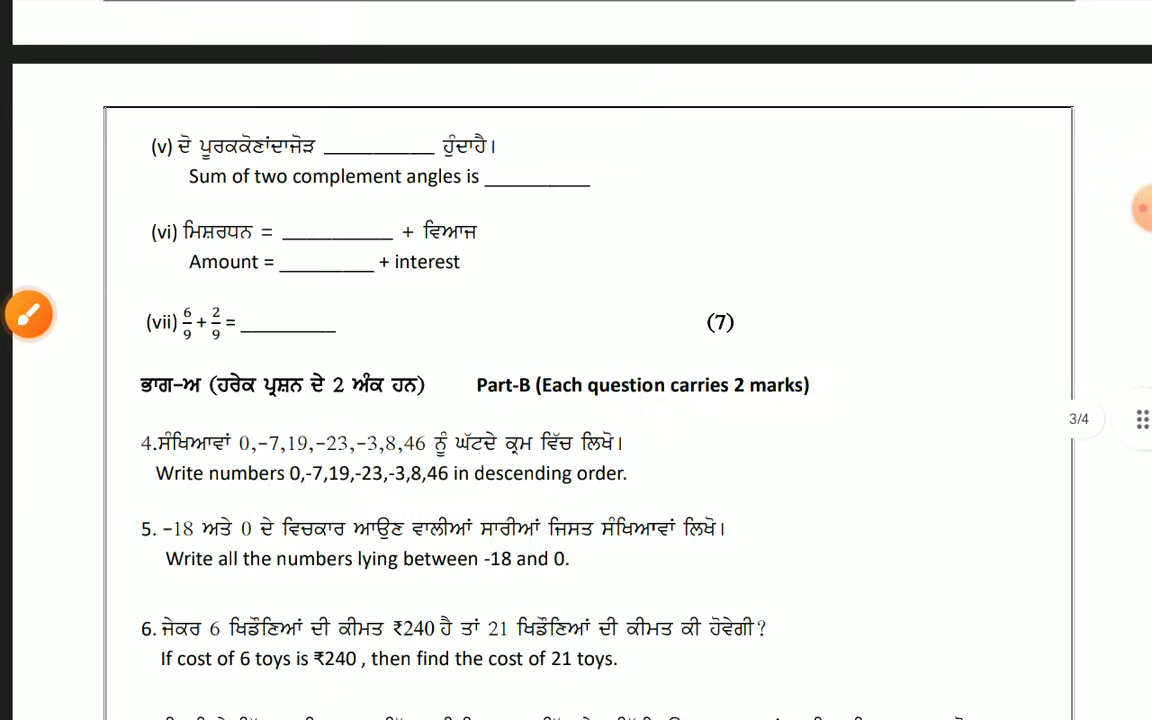 (v) ਦੋ ਪੂਰਕਕੋਣਾਂਦਾਜੋੜ __________ ਹੁੰਦਾਹੈ।
Sum of two complement angles is __________
(vi) ਮਿਸ਼ਰਧਨ = __________ + ਵਿਆਜ
Amount = _________ + interest
(vii) 6/9 + 2/9 = _________ (7)
ਭਾਗ-ਅ (ਹਰੇਕ ਪ੍ਰਸ਼ਨ ਦੇ 2 ਅੰਕ ਹਨ) Part-B (Each question carries 2 marks)
3/4
4.ਸੰਖਿਆਵਾਂ 0,-7,19,-23,-3,8,46 ਨੂੰ ਘੱਟਦੇ ਕ੍ਰਮ ਵਿੱਚ ਲਿਖੋ।
Write numbers 0,-7,19,-23,-3,8,46 in descending order.
5. -18 ਅਤੇ 0 ਦੇ ਵਿਚਕਾਰ ਆਉਣ ਵਾਲੀਆਂ ਸਾਰੀਆਂ ਜਿਸਤ ਸੰਖਿਆਵਾਂ ਲਿਖੋ।
Write all the numbers lying between -18 and 0.
6. ਜੇਕਰ 6 ਖਿਡੌਣਿਆਂ ਦੀ ਕੀਮਤ ₹240 ਹੈ ਤਾਂ 21 ਖਿਡੌਣਿਆਂ ਦੀ ਕੀਮਤ ਕੀ ਹੋਵੇਗੀ?
If cost of 6 toys is ₹240 , then find the cost of 21 toys.